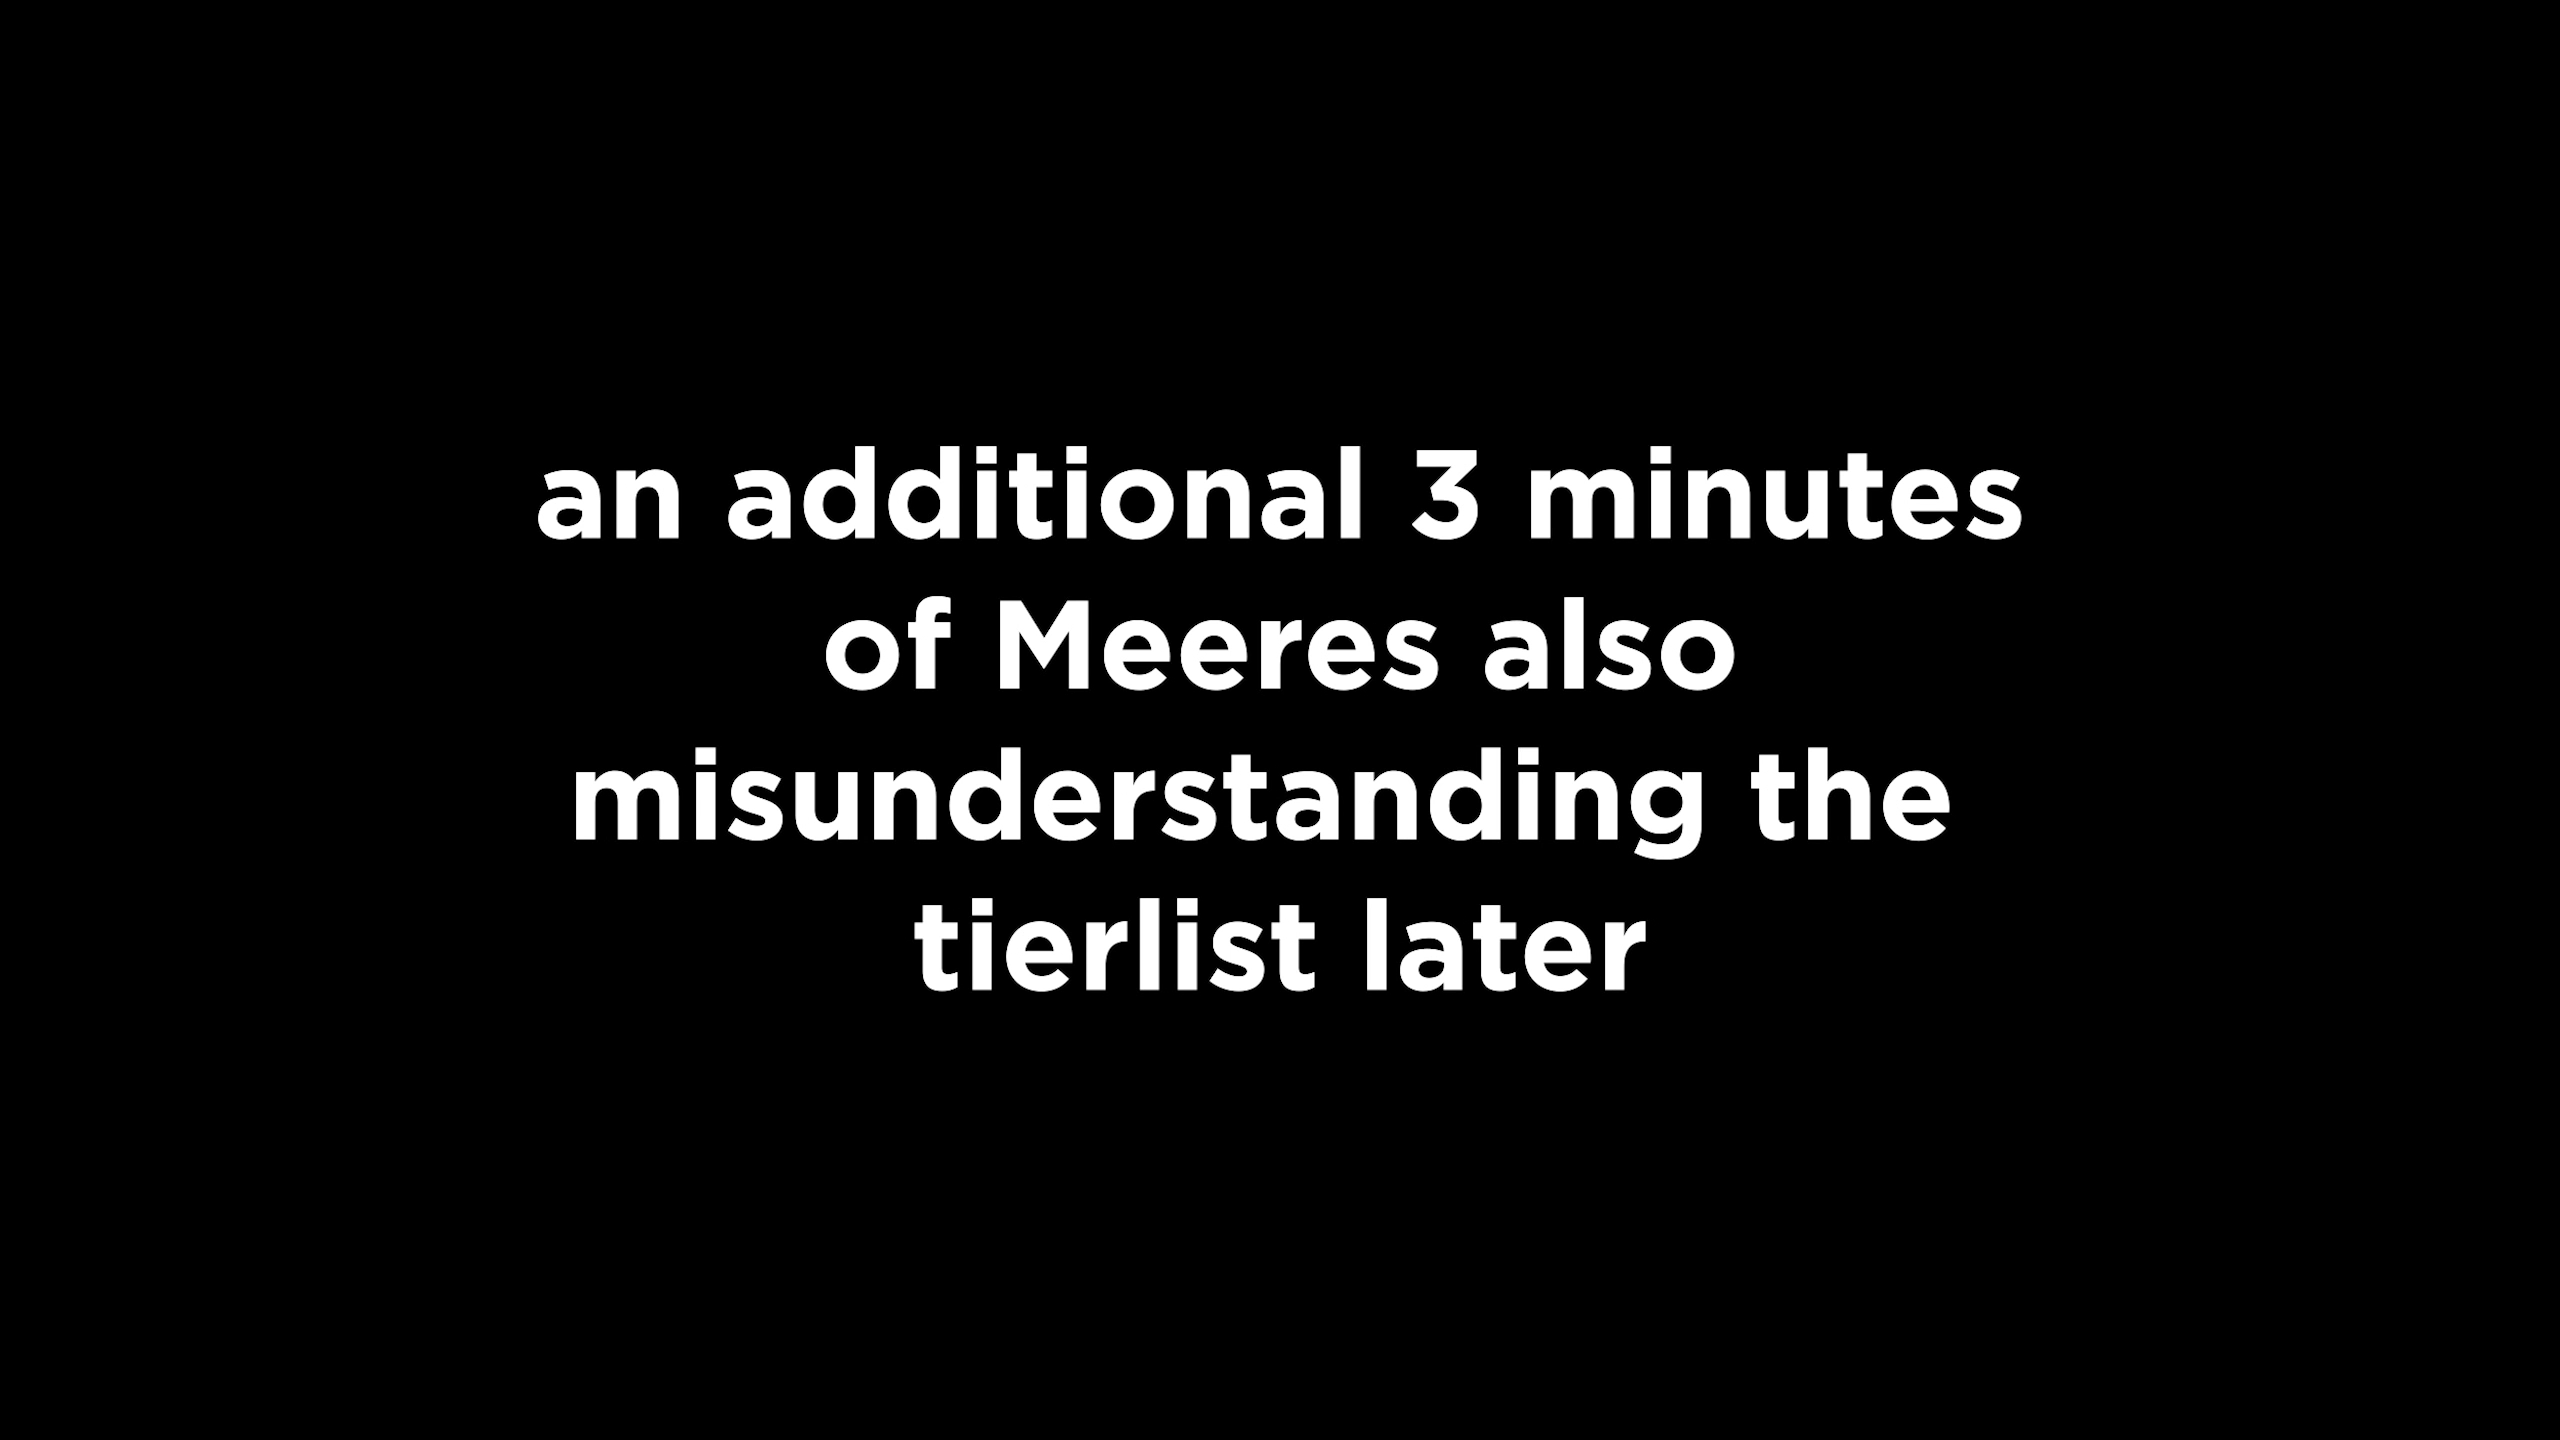 an additional 3 minutes
of Meeres also
misunderstanding the
tierlist later